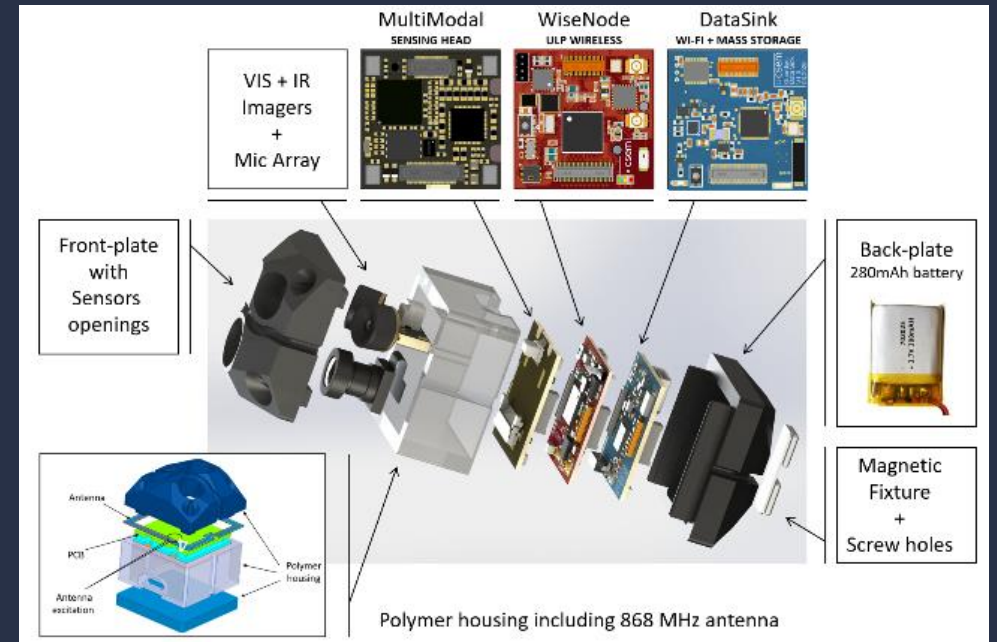 MultiModal
SENSING HEAD
WiseNode
ULP WIRELESS
DataSink
WI-FI + MASS STORAGE
VIS + IR
Imagers
+
Mic Array
csem
csem
Front-plate
with
Sensors
openings
Back-plate
280mAh battery
Magnetic
Fixture
+
Screw holes
Antenna
PCB
Antenna
excitation
Polymer
housing
Polymer housing including 868 MHz antenna